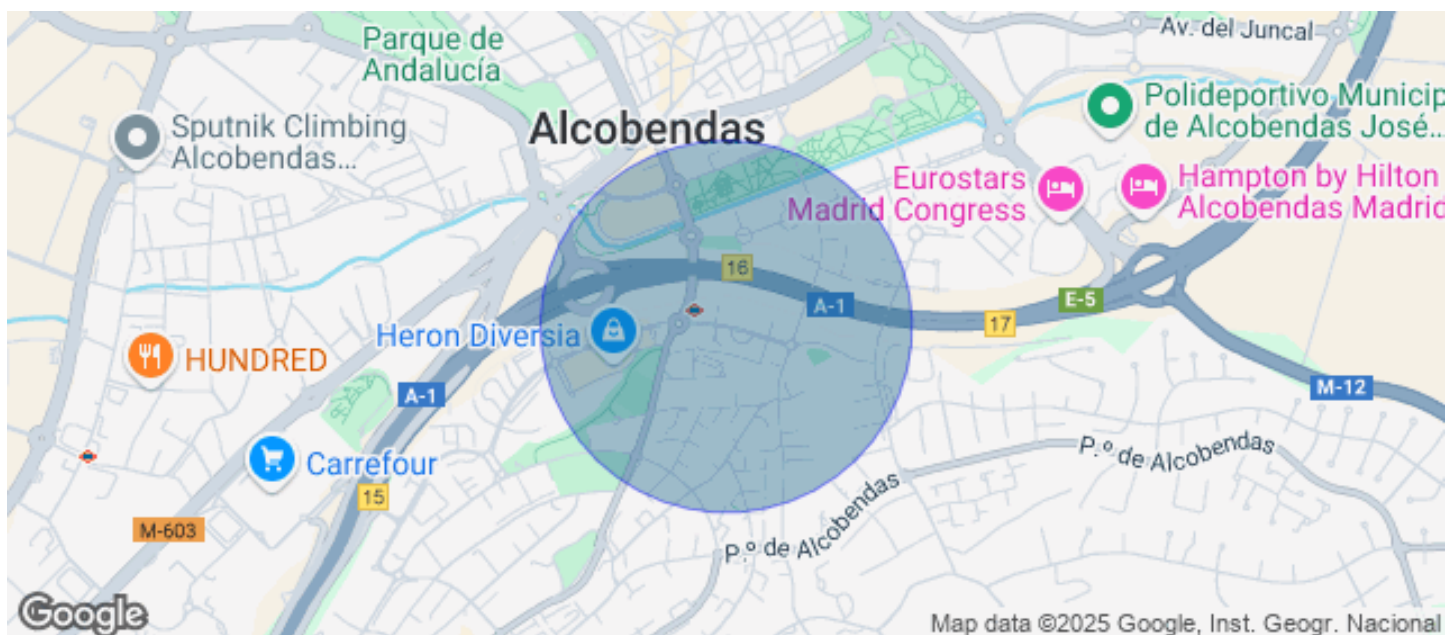 Av. del Juncal
Parque de
Andalucía
Sputnik Climbing
Alcobendas...
Alcobendas
Polideportivo Municip
de Alcobendas José...
Eurostars
Madrid Congress
Hampton by Hilton
Alcobendas Madrid
16
E-5
A-1
17
Heron Diversia
HUNDRED
A-1
M-12
Carrefour
P.º de Alcobendas
15
M-603
P.º de Alcobendas
Google
Map data ©2025 Google, Inst. Geogr. Nacional